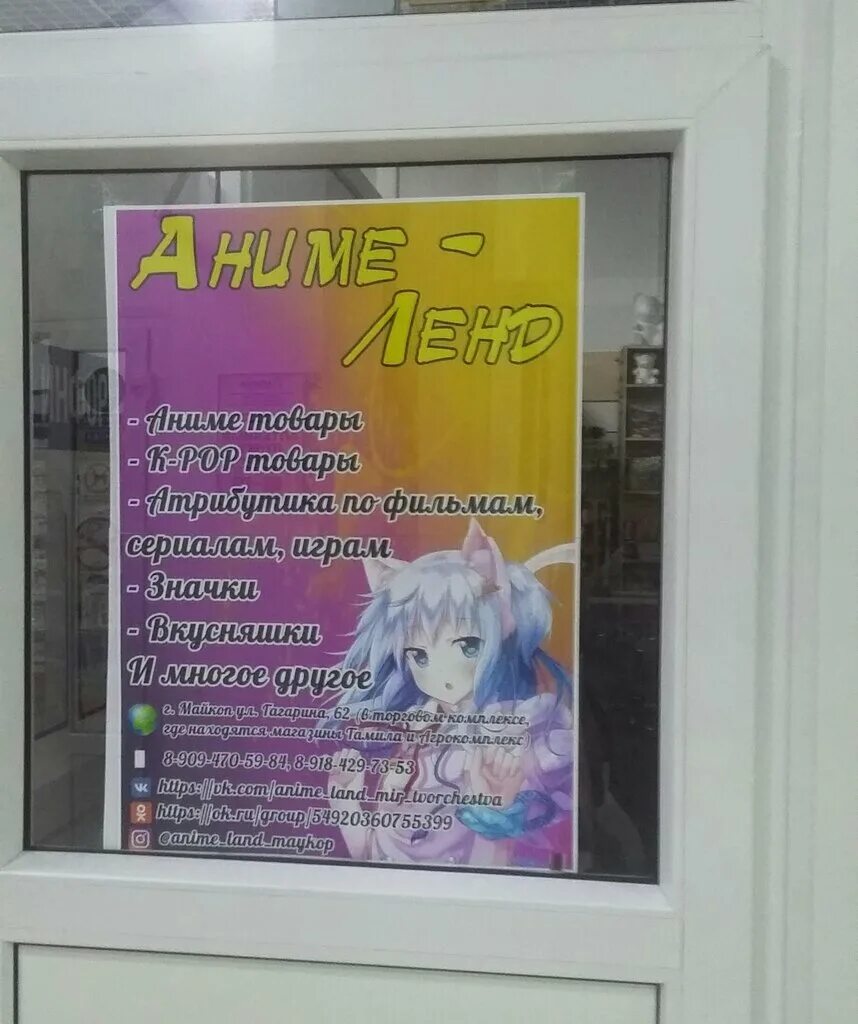 Аниме -
Ленд
- Аниме товары
- K-POP товары
- Атрибутика по фильмам,
сериалам, играм
- Значки
- Вкусняшки
И многое другое
г. Майкоп ул. Гагарина, 62 (в торговом комплексе,
где находятся магазины Тамила и Агрокомплекс)
8-909-470-59-84, 8-918-429-73-53
https://vk.com/anime_land_mir_tvorchestva
https://ok.ru/group/54920360755399
@anime_land_maykop